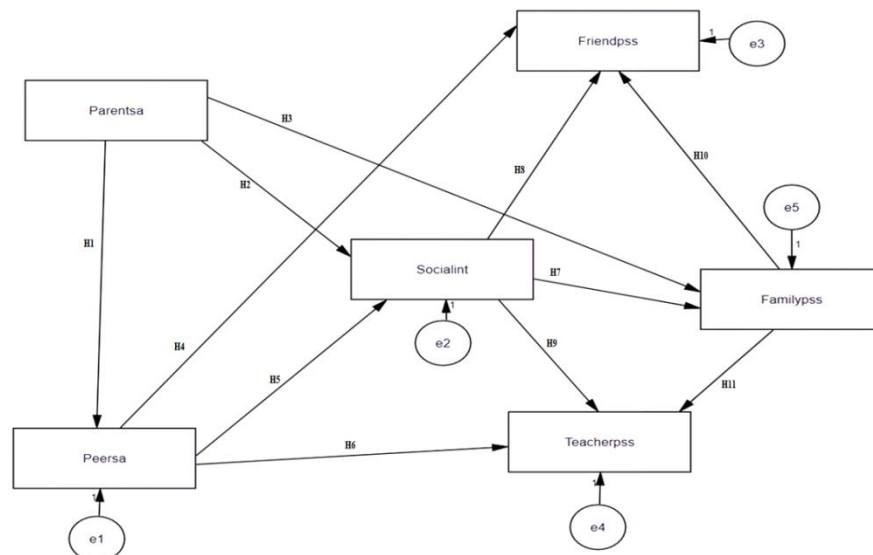 Friendpss
1
e3
Parentsa
H3
H10
H2
H8
e5
1
H1
Socialint
H7
Familypss
1
e2
H4
H9
H5
H11
Peersa
H6
Teacherpss
1
e1
1
e4